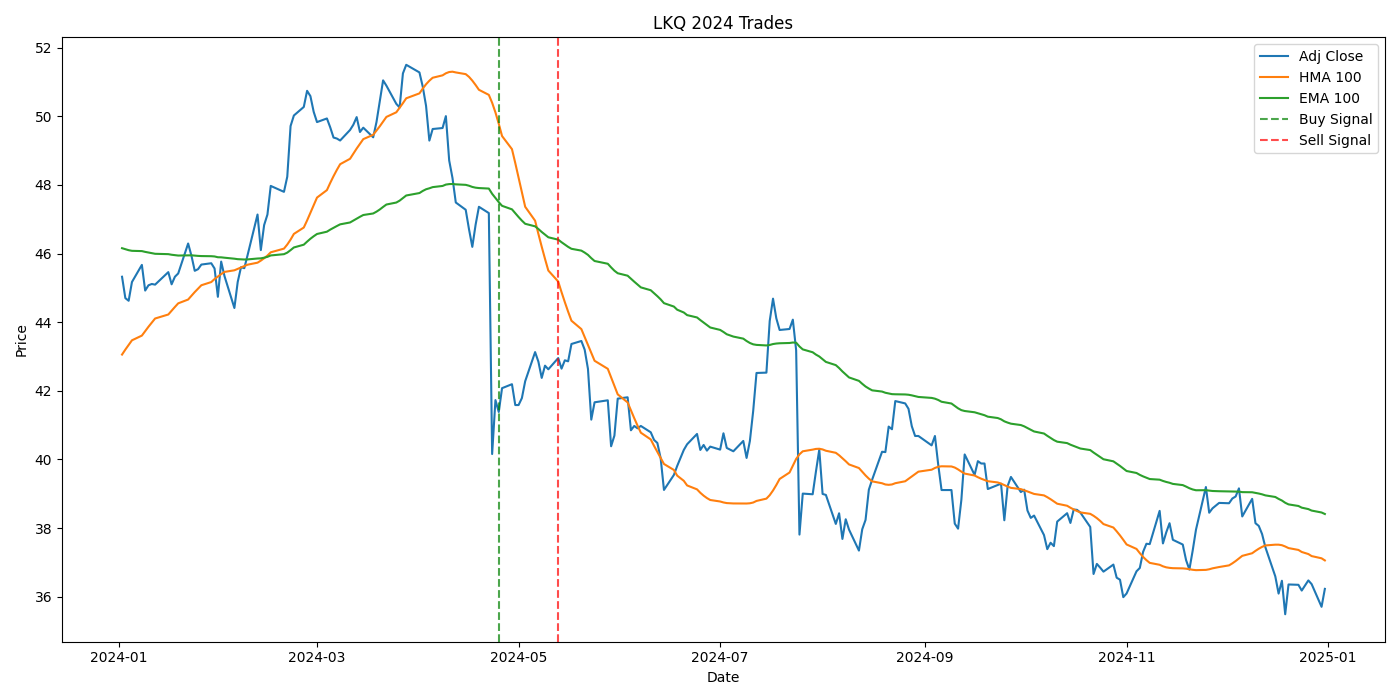 LKQ 2024 Trades
Price
52
50
48
46
44
42
40
38
36
Adj Close
HMA 100
EMA 100
Buy Signal
Sell Signal
2024-01
2024-03
2024-05
2024-07
2024-09
2024-11
2025-01
Date